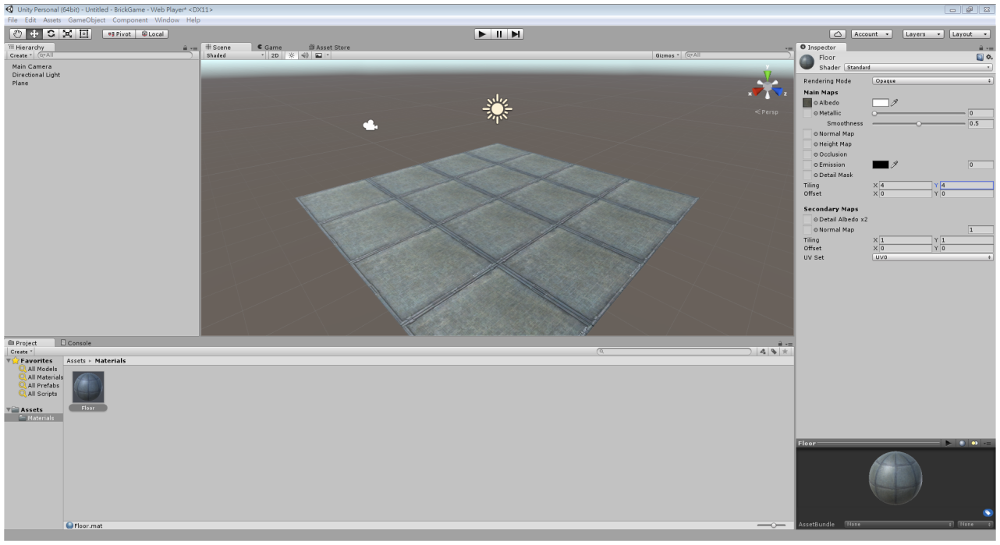 Unity Personal (64bit) - Untitled - BrickGame - Web Player* <DX11>
File Edit Assets GameObject Component Window Help
Pivot Local Account Layers Layout
Hierarchy
Create All
Main Camera
Directional Light
Plane
Scene Game Asset Store
Shaded 2D Gizmos All
y
x z
Persp
Inspector
Floor
Shader Standard
Rendering Mode Opaque
Main Maps
Albedo
Metallic 0
Smoothness 0.5
Normal Map
Height Map
Occlusion
Emission 0
Detail Mask
Tiling X 4 Y 4
Offset X 0 Y 0
Secondary Maps
Detail Albedo x2
Normal Map 1
Tiling X 1 Y 1
Offset X 0 Y 0
UV Set UV0
Project Console
Create
Favorites
All Models
All Materials
All Prefabs
All Scripts
Assets
Materials
Assets Materials
Floor
Floor.mat
Floor
AssetBundle None None